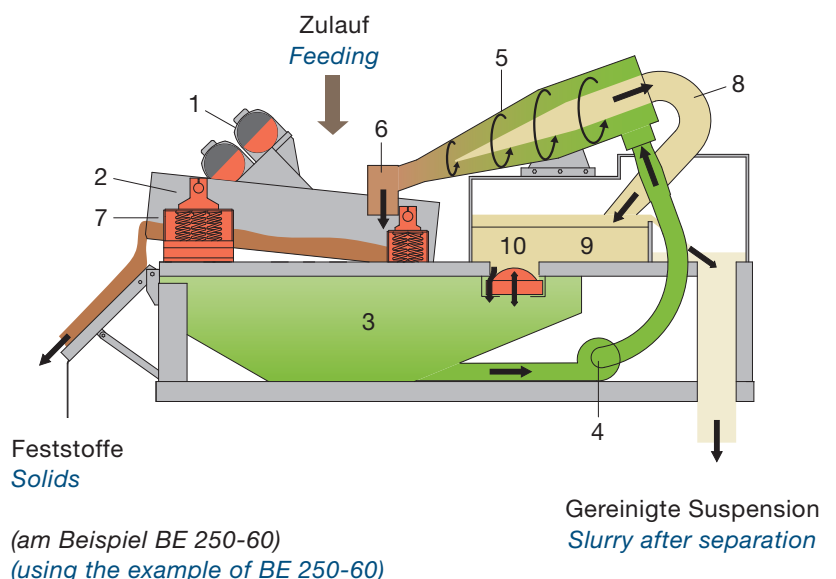 Zulauf
Feeding
1
2
3
4
5
6
7
8
9
10
Feststoffe
Solids
Gereinigte Suspension
Slurry after separation
(am Beispiel BE 250-60)
(using the example of BE 250-60)